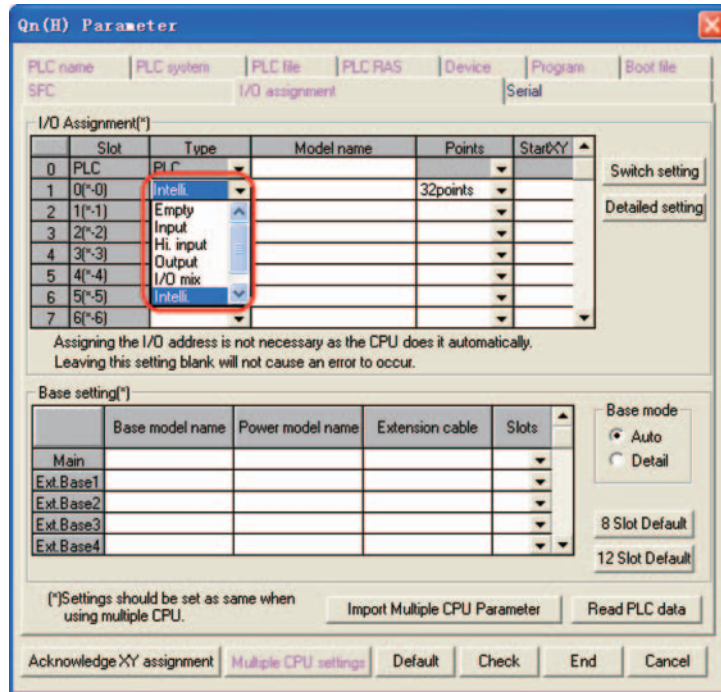 Qn(H) Parameter
PLC name PLC system PLC file PLC RAS Device Program Boot file
SFC I/O assignment Serial
I/O Assignment(*)
Slot Type Model name Points StartXY
0 PLC PLC
1 0(*-0) Intelli. 32points
2 1(*-1) Empty
3 2(*-2) Input
Hi. input
4 3(*-3) Output
5 4(*-4) I/O mix
6 5(*-5) Intelli.
7 6(*-6)
Switch setting
Detailed setting
Assigning the I/O address is not necessary as the CPU does it automatically.
Leaving this setting blank will not cause an error to occur.
Base setting(*)
Base model name Power model name Extension cable Slots
Main
Ext.Base1
Ext.Base2
Ext.Base3
Ext.Base4
Base mode
Auto
Detail
8 Slot Default
12 Slot Default
(*)Settings should be set as same when
using multiple CPU.
Import Multiple CPU Parameter Read PLC data
Acknowledge XY assignment Multiple CPU settings Default Check End Cancel